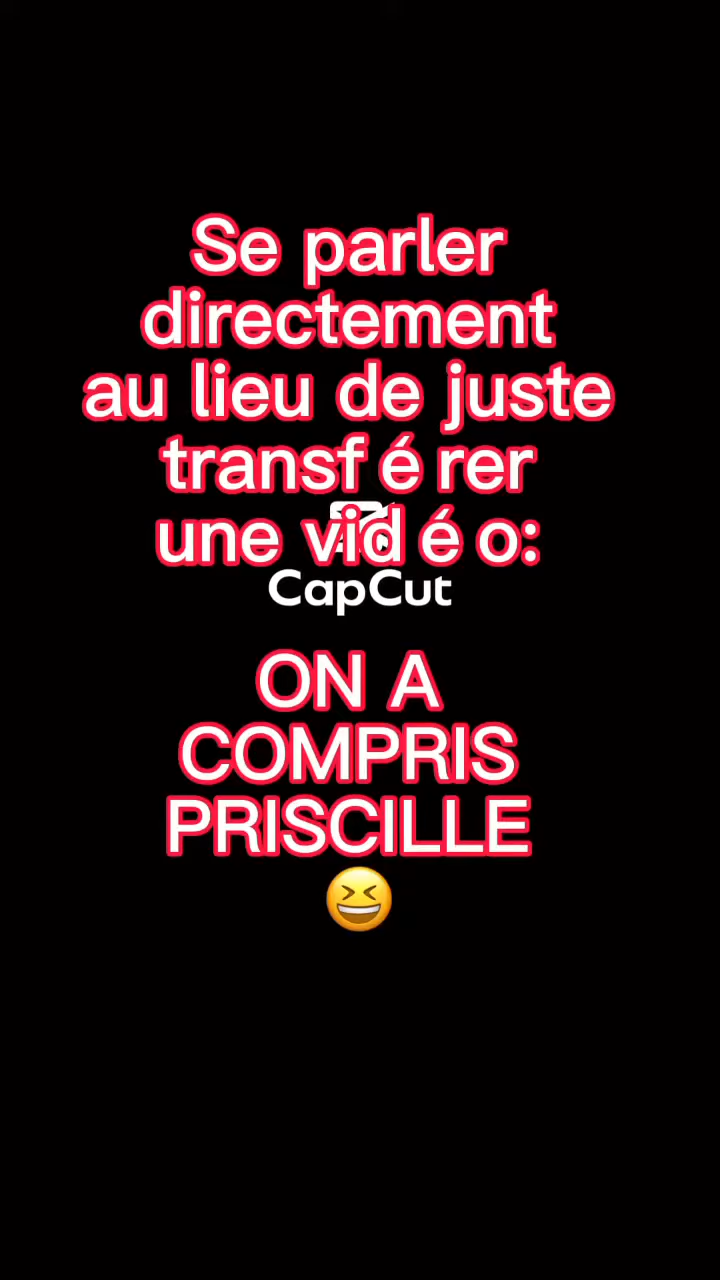 Se parler
directement
au lieu de juste
transf é rer
une vid é o:
CapCut
ON A
COMPRIS
PRISCILLE
😆